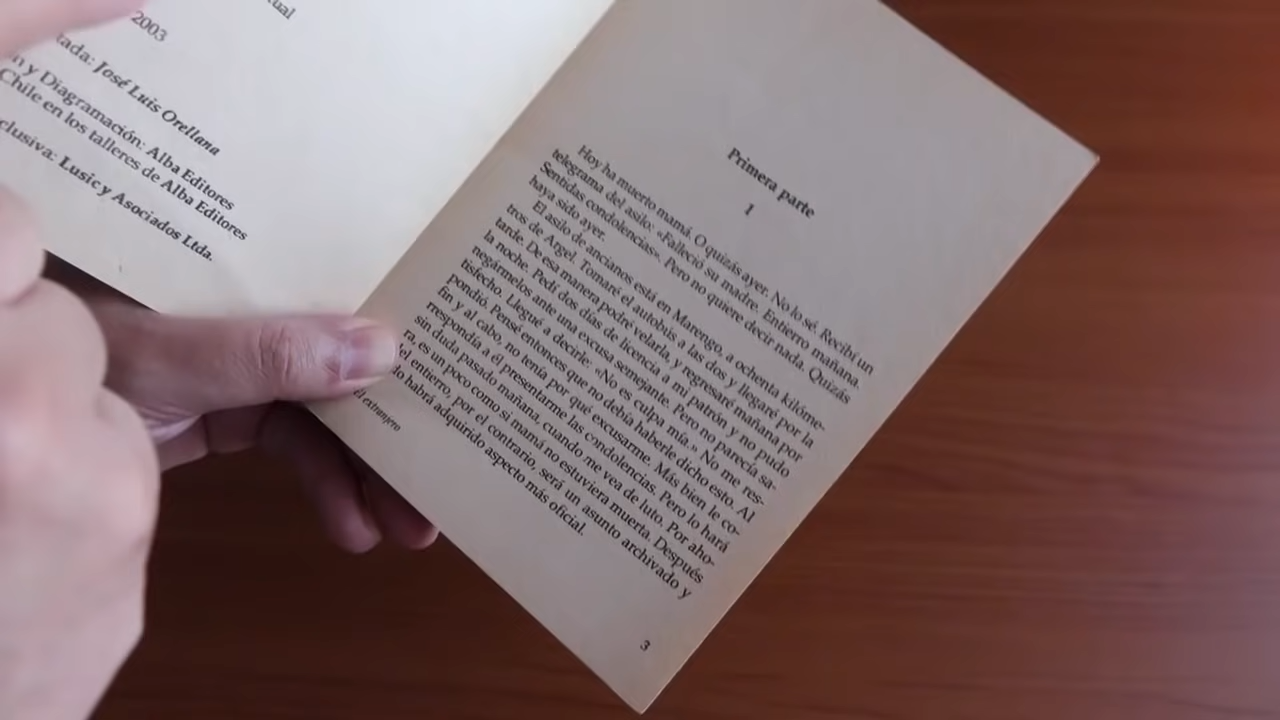 2003
José Luis Orellana
n y Diagramación: Alba Editores
Chile en los talleres de Alba Editores
Lusic y Asociados Ltda.
Primera parte
1
Hoy ha muerto mamá. O quizás ayer. No lo sé. Recibí un
telegrama del asilo: «Falleció su madre. Entierro mañana.
Sentidas condolencias». Pero no quiere decir nada. Quizás
haya sido ayer.
El asilo de ancianos está en Marengo, a ochenta kilóme-
tros de Argel. Tomaré el autobús a las dos y llegaré por la
tarde. De esa manera podré velarla, y regresaré mañana por
la noche. Pedí dos días de licencia a mi patrón y no pudo
negármelos ante una excusa semejante. Pero no parecía sa-
tisfecho. Llegué a decirle: «No es culpa mía.» No me res-
pondió. Pensé entonces que no debía haberle dicho esto. Al
fin y al cabo, no tenía por qué excusarme. Más bien le co-
rrespondía a él presentarme las condolencias. Pero lo hará
sin duda pasado mañana, cuando me vea de luto. Por aho-
ra, es un poco como si mamá no estuviera muerta. Después
del entierro, por el contrario, será un asunto archivado y
habrá adquirido aspecto más oficial.
El extranjero
3